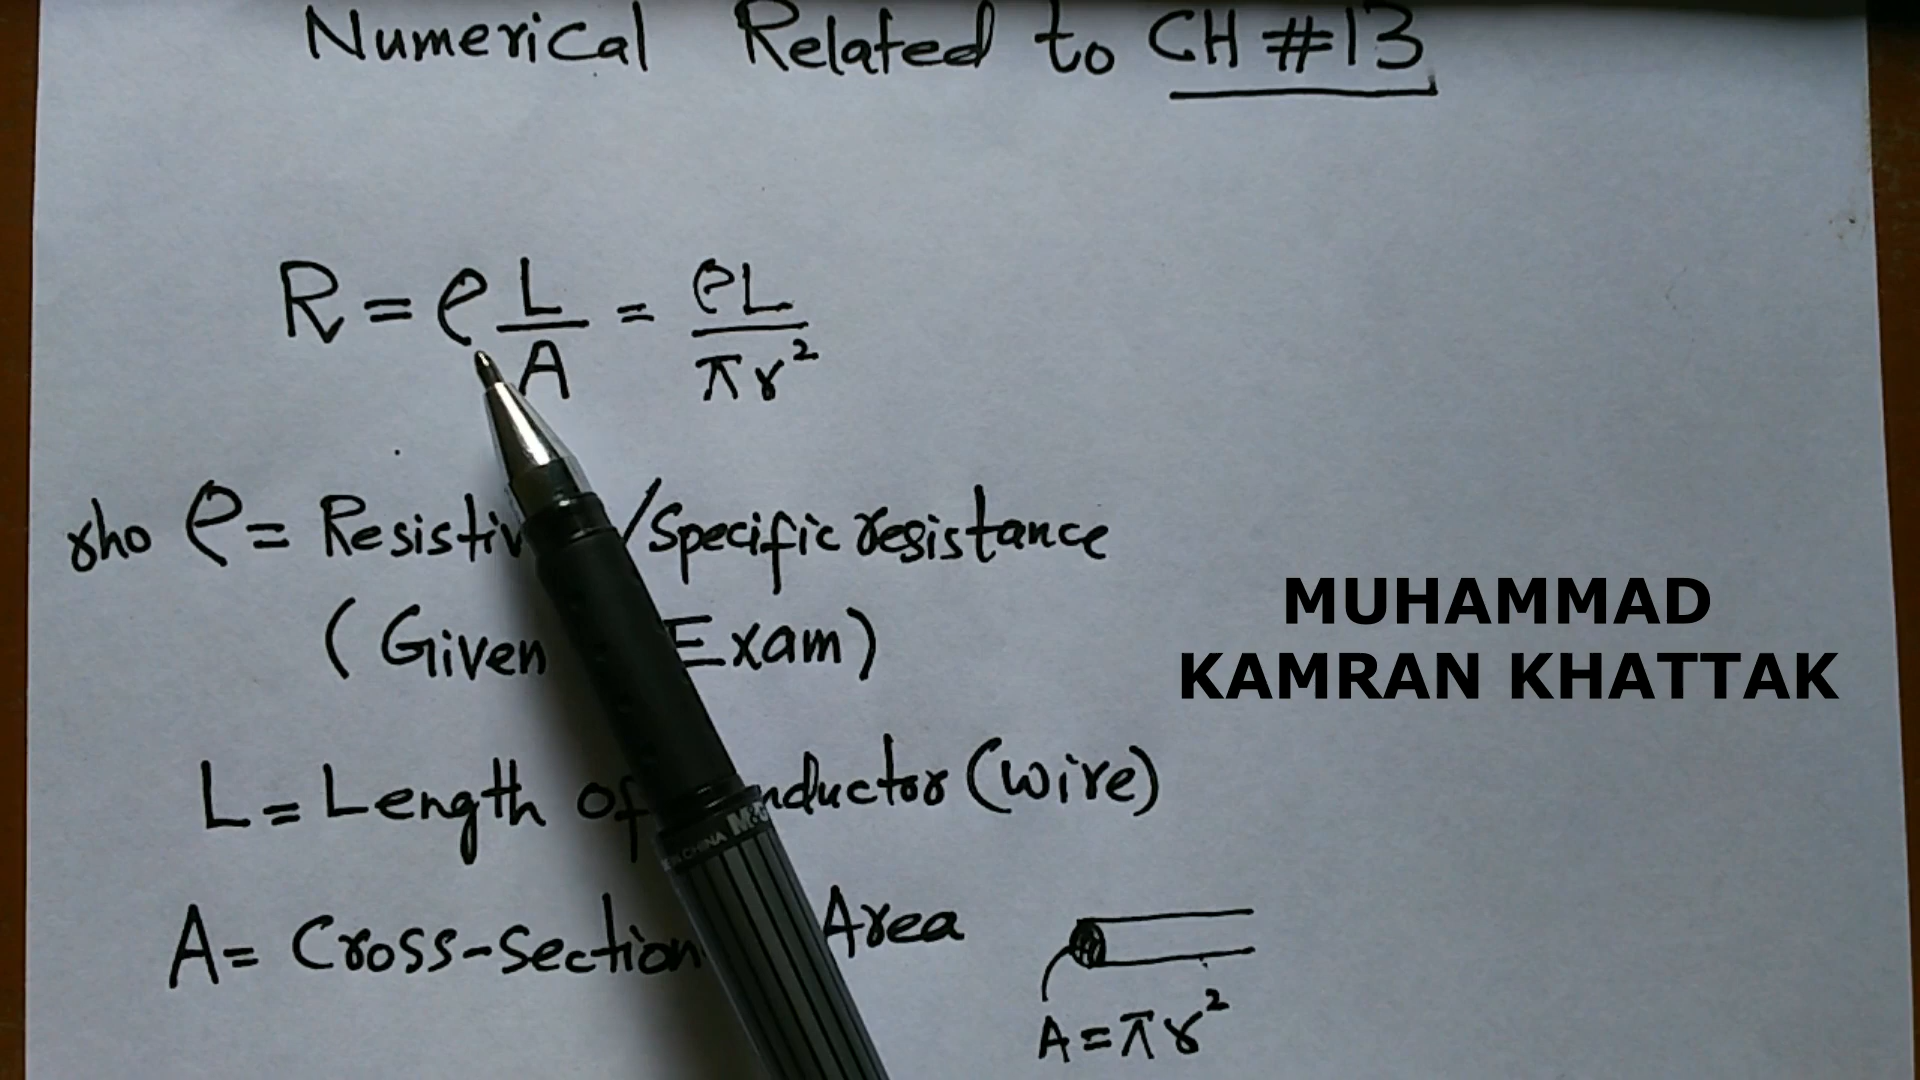 Numerical Related to CH #13
R = ρ L/A = ρL/πr²
rho ρ = Resistiv /Specific resistance
(Given Exam)
MUHAMMAD
KAMRAN KHATTAK
L = Length of nductor (wire)
M&G
CHINA
A = Cross-section Area
A = πr²